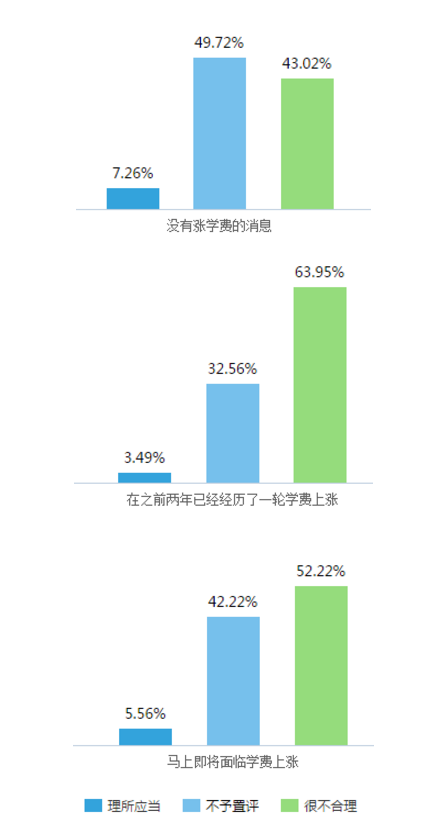 49.72%
43.02%
7.26%
没有涨学费的消息
63.95%
32.56%
3.49%
在之前两年已经经历了一轮学费上涨
52.22%
42.22%
5.56%
马上即将面临学费上涨
理所应当 不予置评 很不合理